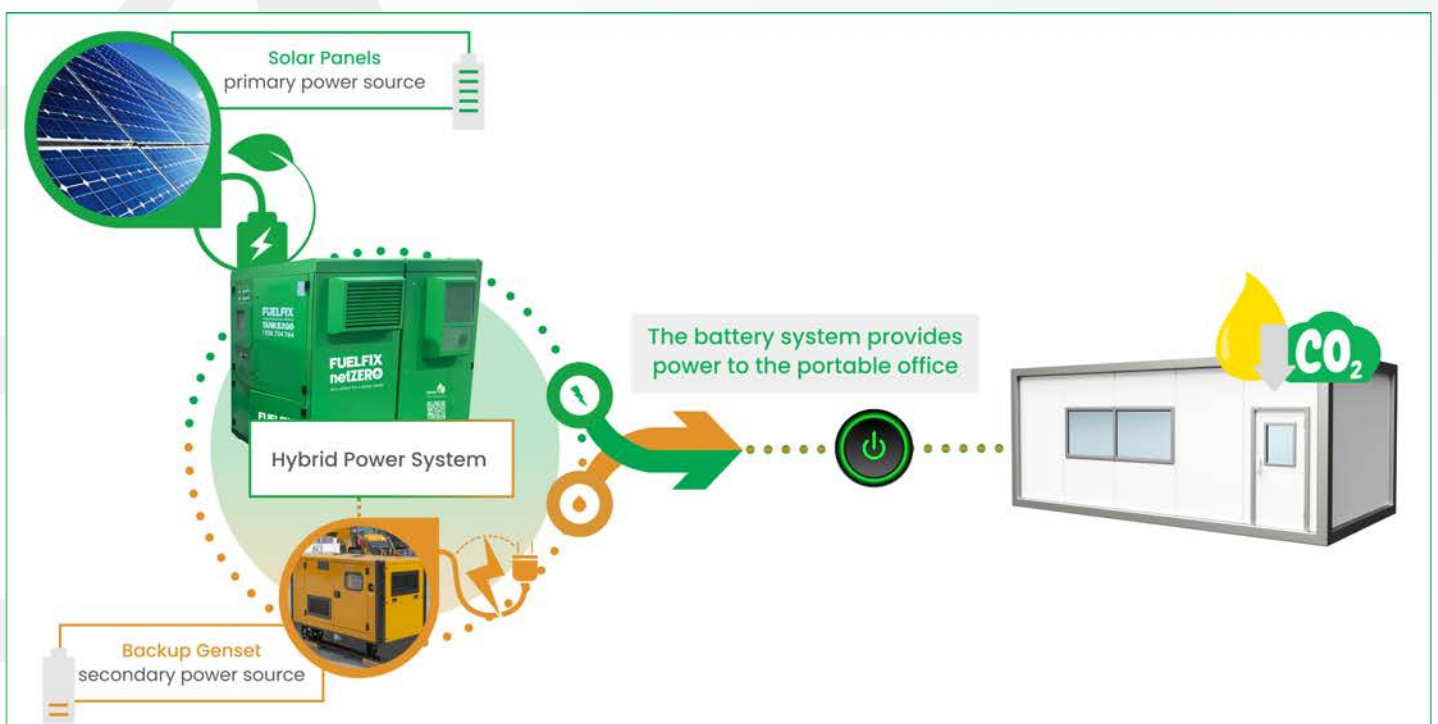 Solar Panels
primary power source
FUELFIX
TANKS2GO
FUELFIX
netZERO
The battery system provides
power to the portable office
CO2
Hybrid Power System
Backup Genset
secondary power source